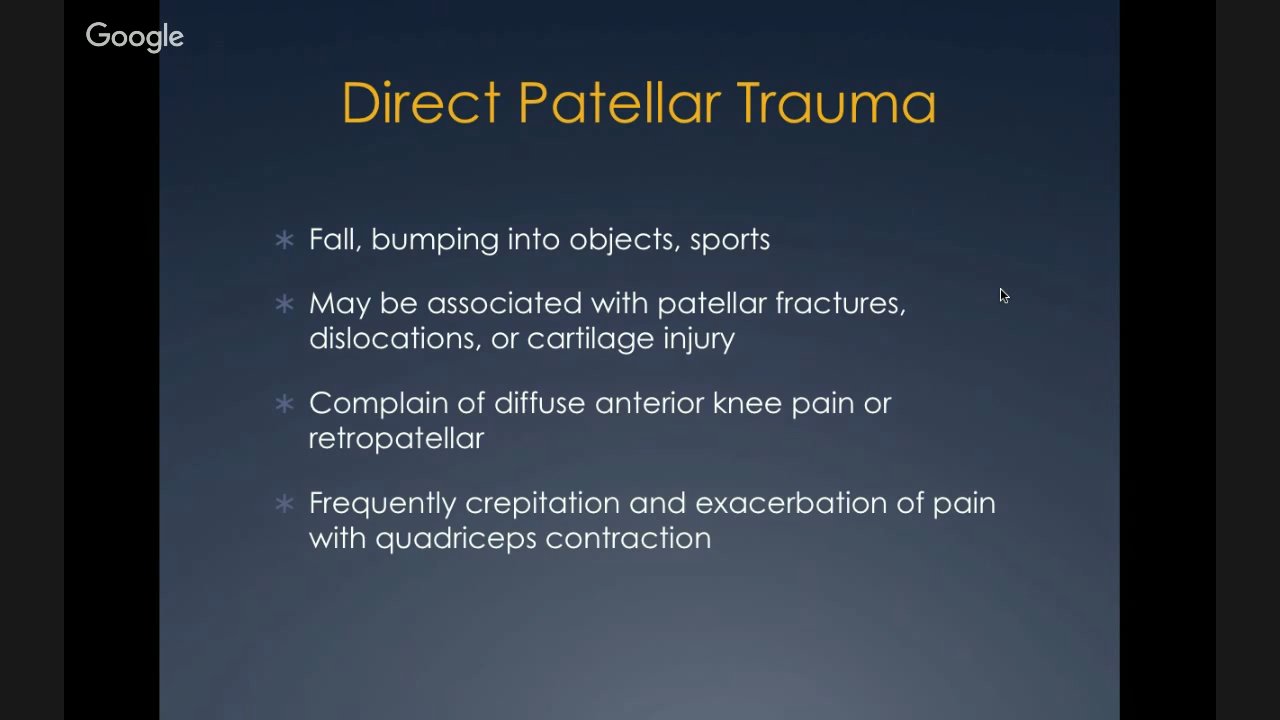 Google
Direct Patellar Trauma
* Fall, bumping into objects, sports
* May be associated with patellar fractures,
dislocations, or cartilage injury
* Complain of diffuse anterior knee pain or
retropatellar
* Frequently crepitation and exacerbation of pain
with quadriceps contraction